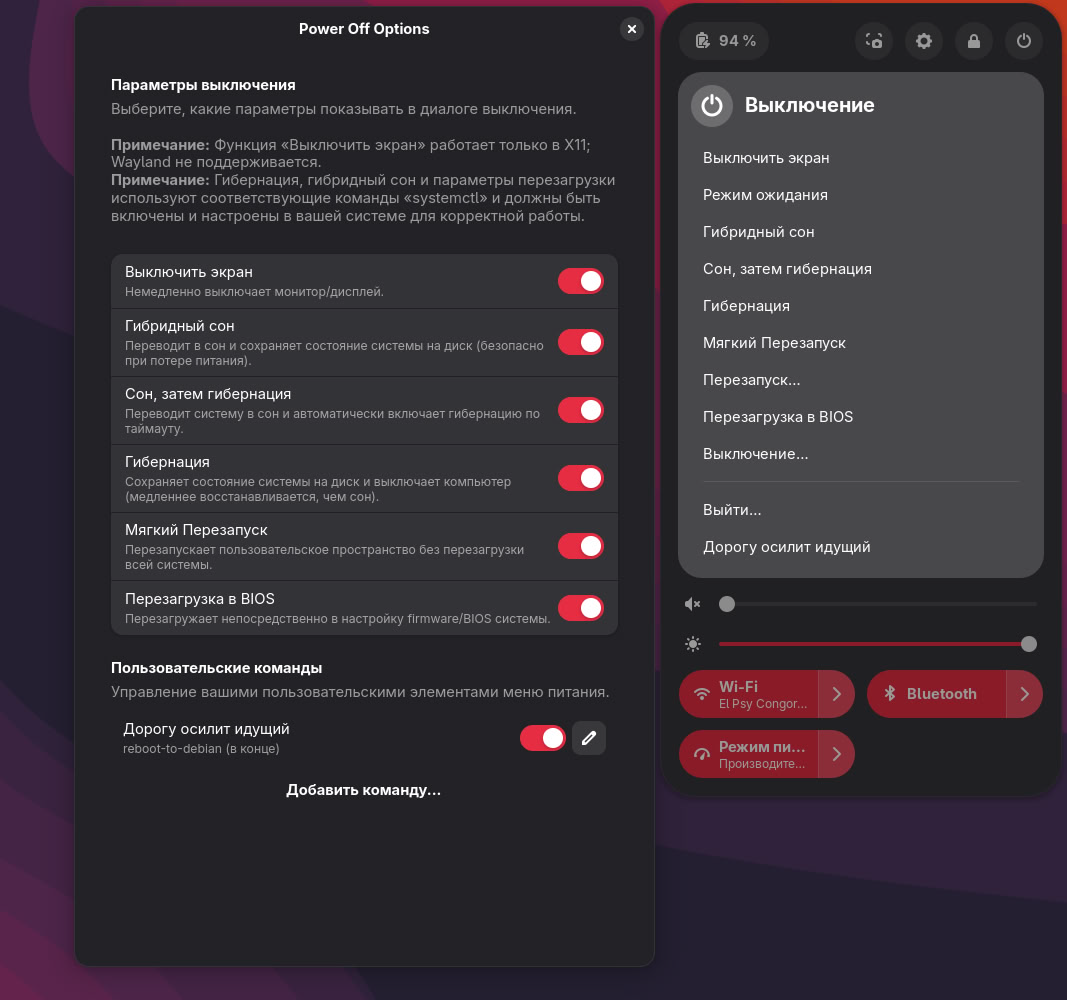 Power Off Options
Параметры выключения
Выберите, какие параметры показывать в диалоге выключения.
Примечание: Функция «Выключить экран» работает только в X11;
Wayland не поддерживается.
Примечание: Гибернация, гибридный сон и параметры перезагрузки
используют соответствующие команды «systemctl» и должны быть
включены и настроены в вашей системе для корректной работы.
Выключить экран
Немедленно выключает монитор/дисплей.
Гибридный сон
Переводит в сон и сохраняет состояние системы на диск (безопасно
при потере питания).
Сон, затем гибернация
Переводит систему в сон и автоматически включает гибернацию по
таймауту.
Гибернация
Сохраняет состояние системы на диск и выключает компьютер
(медленнее восстанавливается, чем сон).
Мягкий Перезапуск
Перезапускает пользовательское пространство без перезагрузки
всей системы.
Перезагрузка в BIOS
Перезагружает непосредственно в настройку firmware/BIOS системы.
Пользовательские команды
Управление вашими пользовательскими элементами меню питания.
Дорогу осилит идущий
reboot-to-debian (в конце)
Добавить команду...
94 %
Выключение
Выключить экран
Режим ожидания
Гибридный сон
Сон, затем гибернация
Гибернация
Мягкий Перезапуск
Перезапуск...
Перезагрузка в BIOS
Выключение...
Выйти...
Дорогу осилит идущий
Wi-Fi
El Psy Congor...
Bluetooth
Режим пи...
Производите...